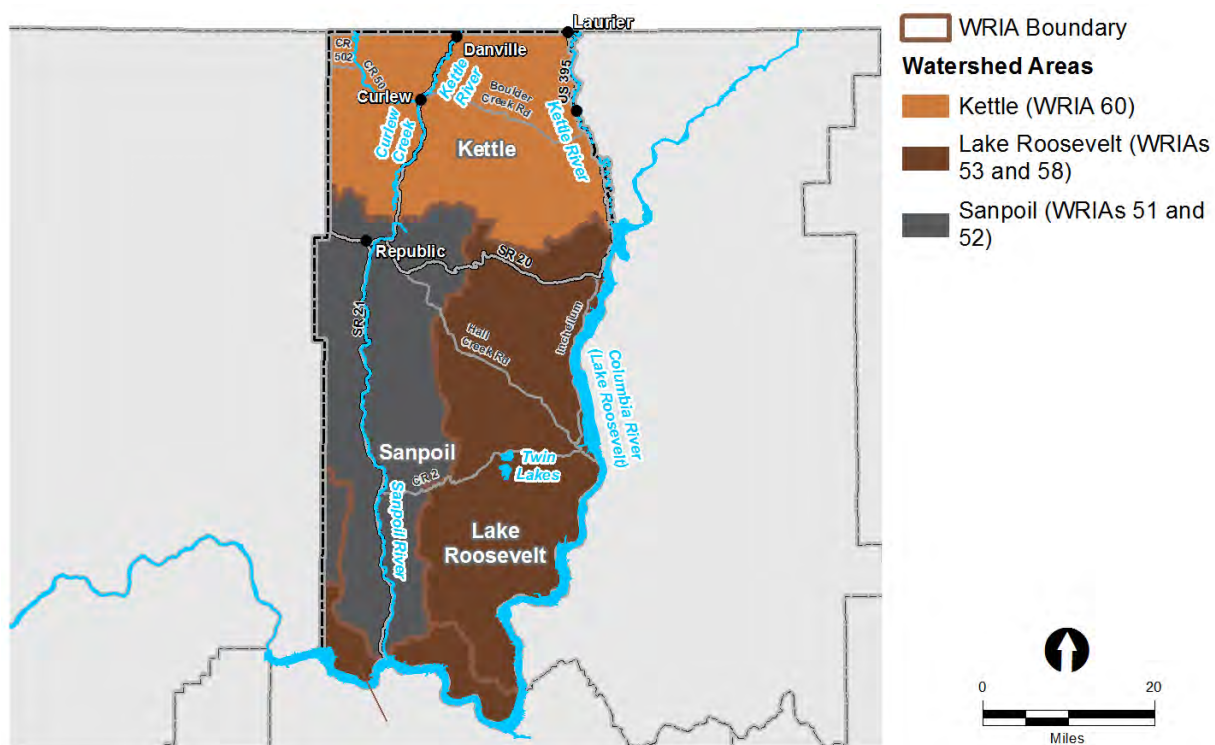 Laurier
Danville
CR
502
CR 50
Curlew
Kettle
River
Boulder
Creek Rd
US 395
Kettle River
Curlew
Creek
Kettle
Republic
SR 20
SR 21
Hall
Creek Rd
Inchelium
Columbia River
(Lake Roosevelt)
Sanpoil
CR 2
Twin
Lakes
Sanpoil River
Lake
Roosevelt
WRIA Boundary
Watershed Areas
Kettle (WRIA 60)
Lake Roosevelt (WRIAs
53 and 58)
Sanpoil (WRIAs 51 and
52)
0 20
Miles